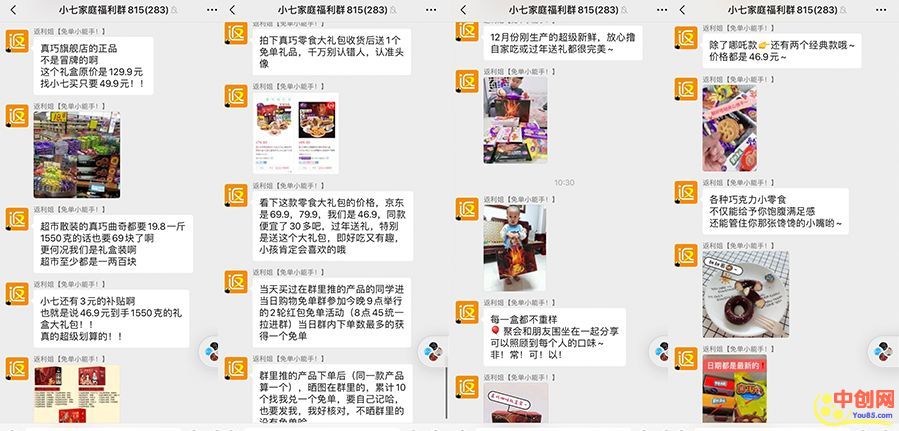 小七家庭福利群815(283)
返利姐【免单小能手！】
真巧旗舰店的正品
不是冒牌的啊
这个礼盒原价是129.9元
找小七买只要49.9元！！
返利姐【免单小能手！】
返利姐【免单小能手！】
超市散装的真巧曲奇都要19.8一斤
1550克的话也要69块了啊
更何况我们是礼盒装啊
超市至少都是一两百块
返利姐【免单小能手！】
小七还有3元的补贴啊
也就是说46.9元到手1550克的礼
盒大礼包！！
真的超级划算的！！
返利姐【免单小能手！】
小七家庭福利群815(283)
返利姐【免单小能手！】
拍下真巧零食大礼包收货后送1个
免单礼品，千万别认错人，认准头
像
返利姐【免单小能手！】
返利姐【免单小能手！】
看下这款零食大礼包的价格，京东
是69.9，79.9，我们是46.9，同款
便宜了30多吧，过年送礼，特别
是送这个大礼包，即好吃又有趣，
小孩肯定会喜欢的哦
返利姐【免单小能手！】
当天买过在群里推的产品的同学进
当日购物免单群参加今晚9点举行
的2轮红包免单活动（8点45统一
拉进群）当日群内下单数最多的获
得一个免单
返利姐【免单小能手！】
群里推的产品下单后（同一款产品
算一个），晒图在群里的，累计10
个找我兑一个免单，要自己记哈，
也要发我，我好核对，不晒群里的
没有免单哈
小七家庭福利群815(283)
12月份刚生产的超级新鲜，放心撸
自家吃或过年送礼都很完美～
返利姐【免单小能手！】
10:30
返利姐【免单小能手！】
返利姐【免单小能手！】
每一盒都不重样
聚会和朋友围坐在一起分享
可以照顾到每个人的口味～
非！常！可！以！
返利姐【免单小能手！】
小七家庭福利群815(283)
返利姐【免单小能手！】
除了哪吒款👉还有两个经典款哦～
价格都是46.9元～
返利姐【免单小能手！】
返利姐【免单小能手！】
各种巧克力小零食
不仅能给予你饱腹满足感
还能管住你那张馋馋的小嘴哟～
返利姐【免单小能手！】
返利姐【免单小能手！】
日期都是最新的！
中创网
You85.com